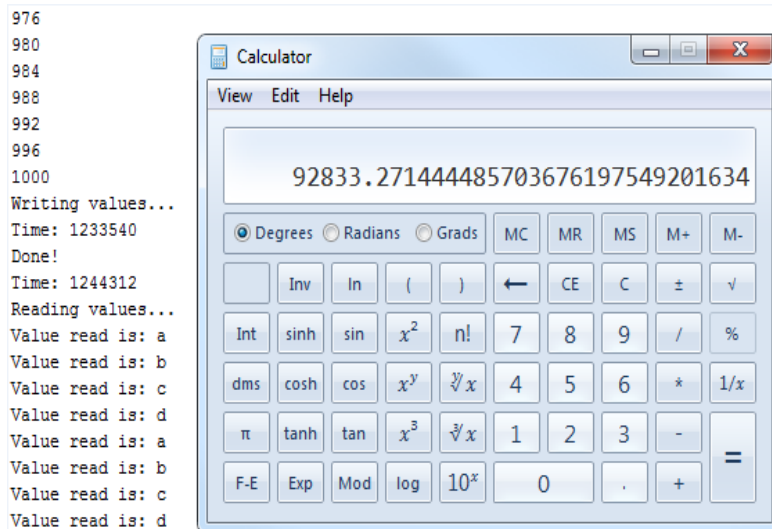 976
980
984
988
992
996
1000
Writing values...
Time: 1233540
Done!
Time: 1244312
Reading values...
Value read is: a
Value read is: b
Value read is: c
Value read is: d
Value read is: a
Value read is: b
Value read is: c
Value read is: d
Calculator
View Edit Help
92833.271444485703676197549201634
Degrees Radians Grads MC MR MS M+ M-
Inv ln ( ) ← CE C ± √
Int sinh sin x² n! 7 8 9 / %
dms cosh cos xʸ ʸ√x 4 5 6 * 1/x
π tanh tan x³ ³√x 1 2 3 - =
F-E Exp Mod log 10ˣ 0 . +